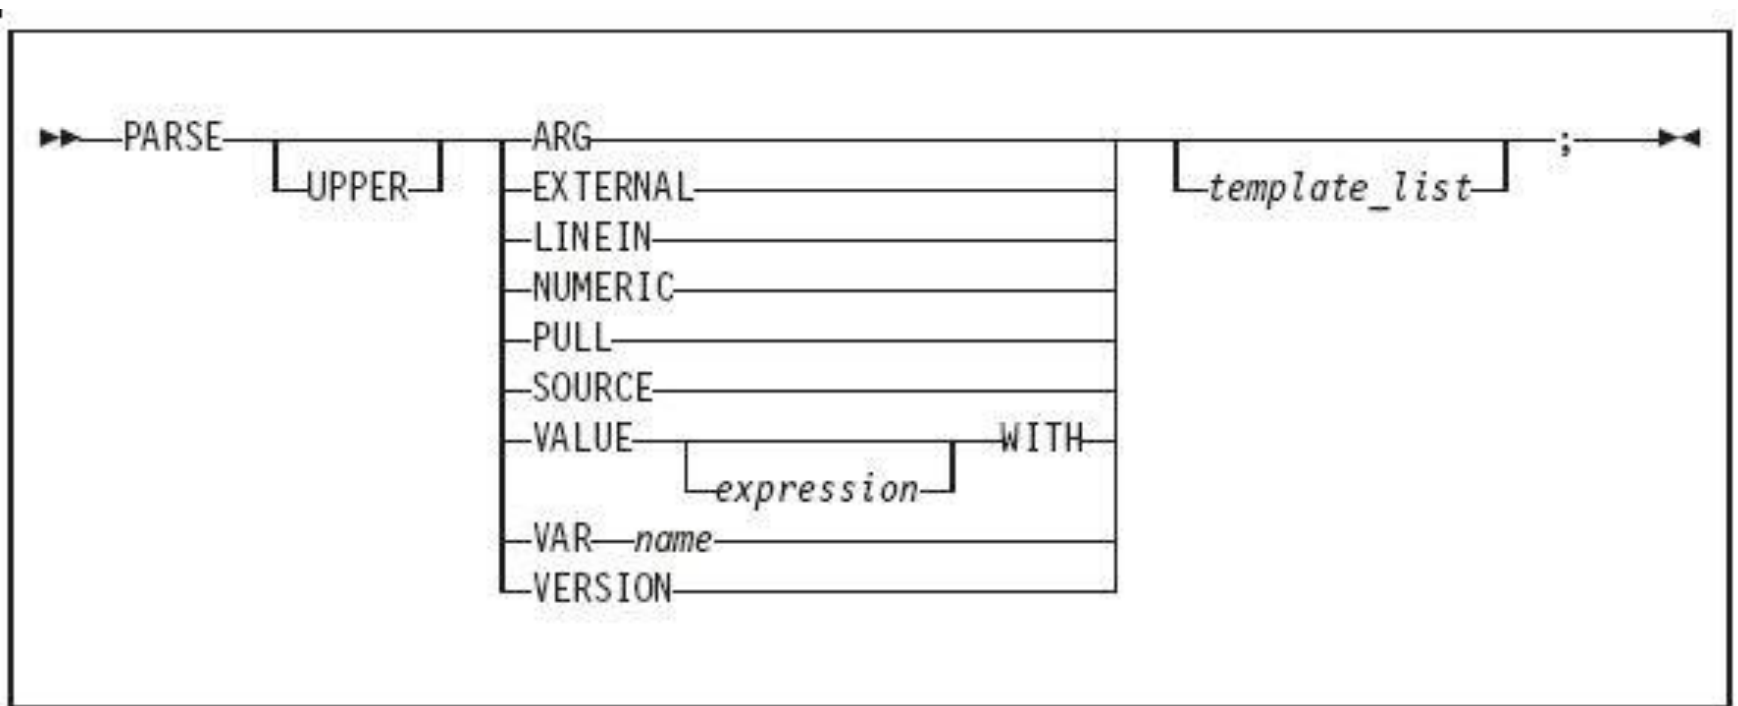 PARSE ARG ;
UPPER EXTERNAL template_list
LINEIN
NUMERIC
PULL
SOURCE
VALUE WITH
expression
VAR name
VERSION